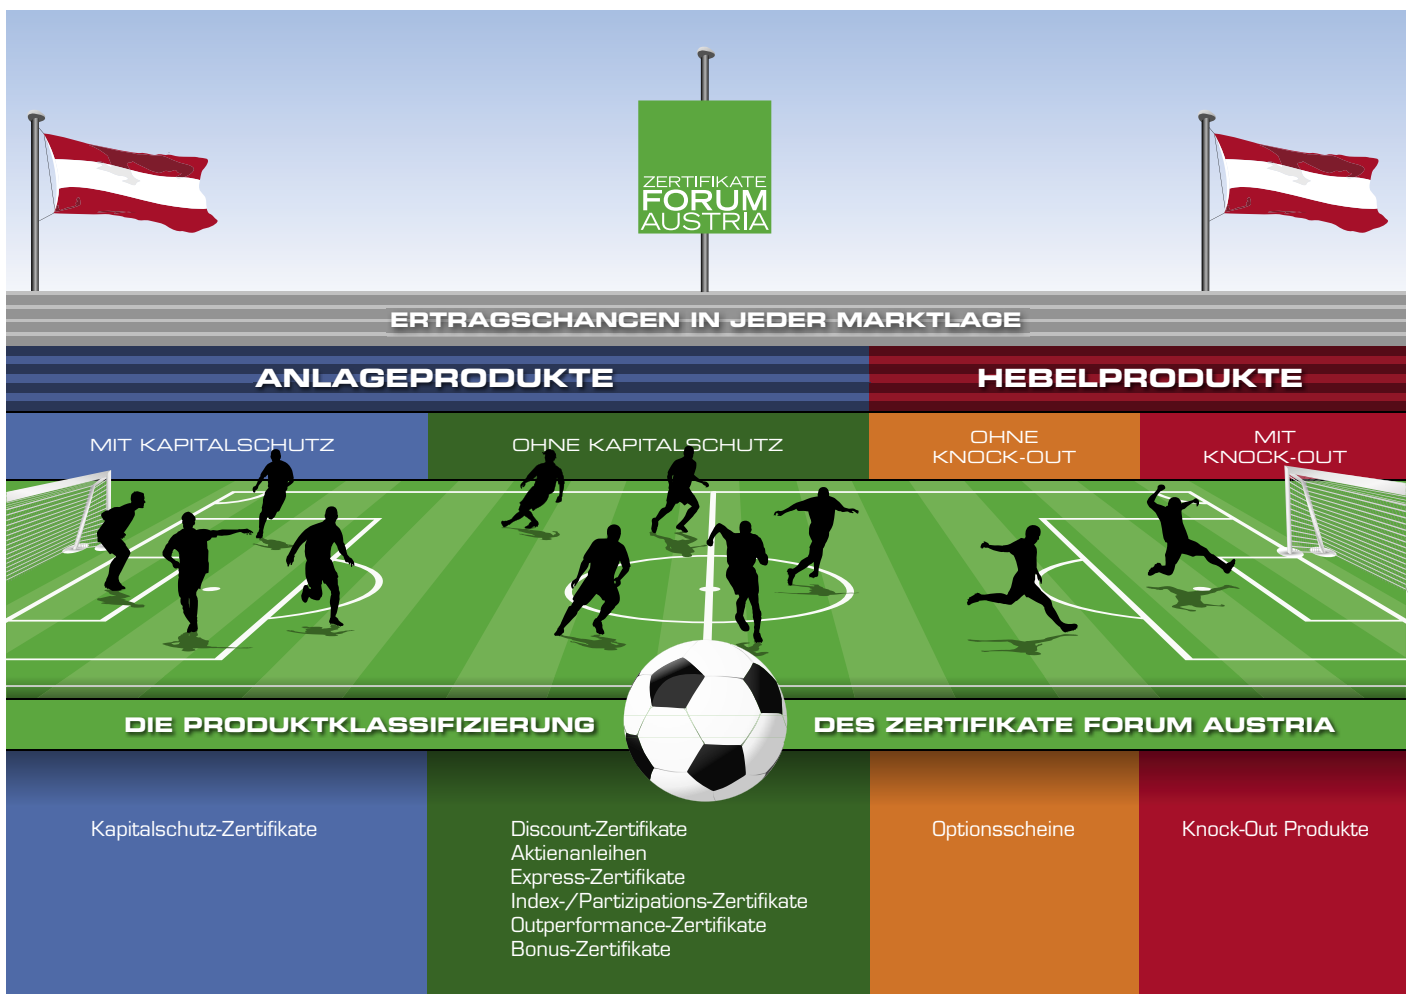 ZERTIFIKATE
FORUM
AUSTRIA
ERTRAGSCHANCEN IN JEDER MARKTLAGE
ANLAGEPRODUKTE
HEBELPRODUKTE
MIT KAPITALSCHUTZ
OHNE KAPITALSCHUTZ
OHNE
KNOCK-OUT
MIT
KNOCK-OUT
DIE PRODUKTKLASSIFIZIERUNG
DES ZERTIFIKATE FORUM AUSTRIA
Kapitalschutz-Zertifikate
Discount-Zertifikate
Aktienanleihen
Express-Zertifikate
Index-/Partizipations-Zertifikate
Outperformance-Zertifikate
Bonus-Zertifikate
Optionsscheine
Knock-Out Produkte